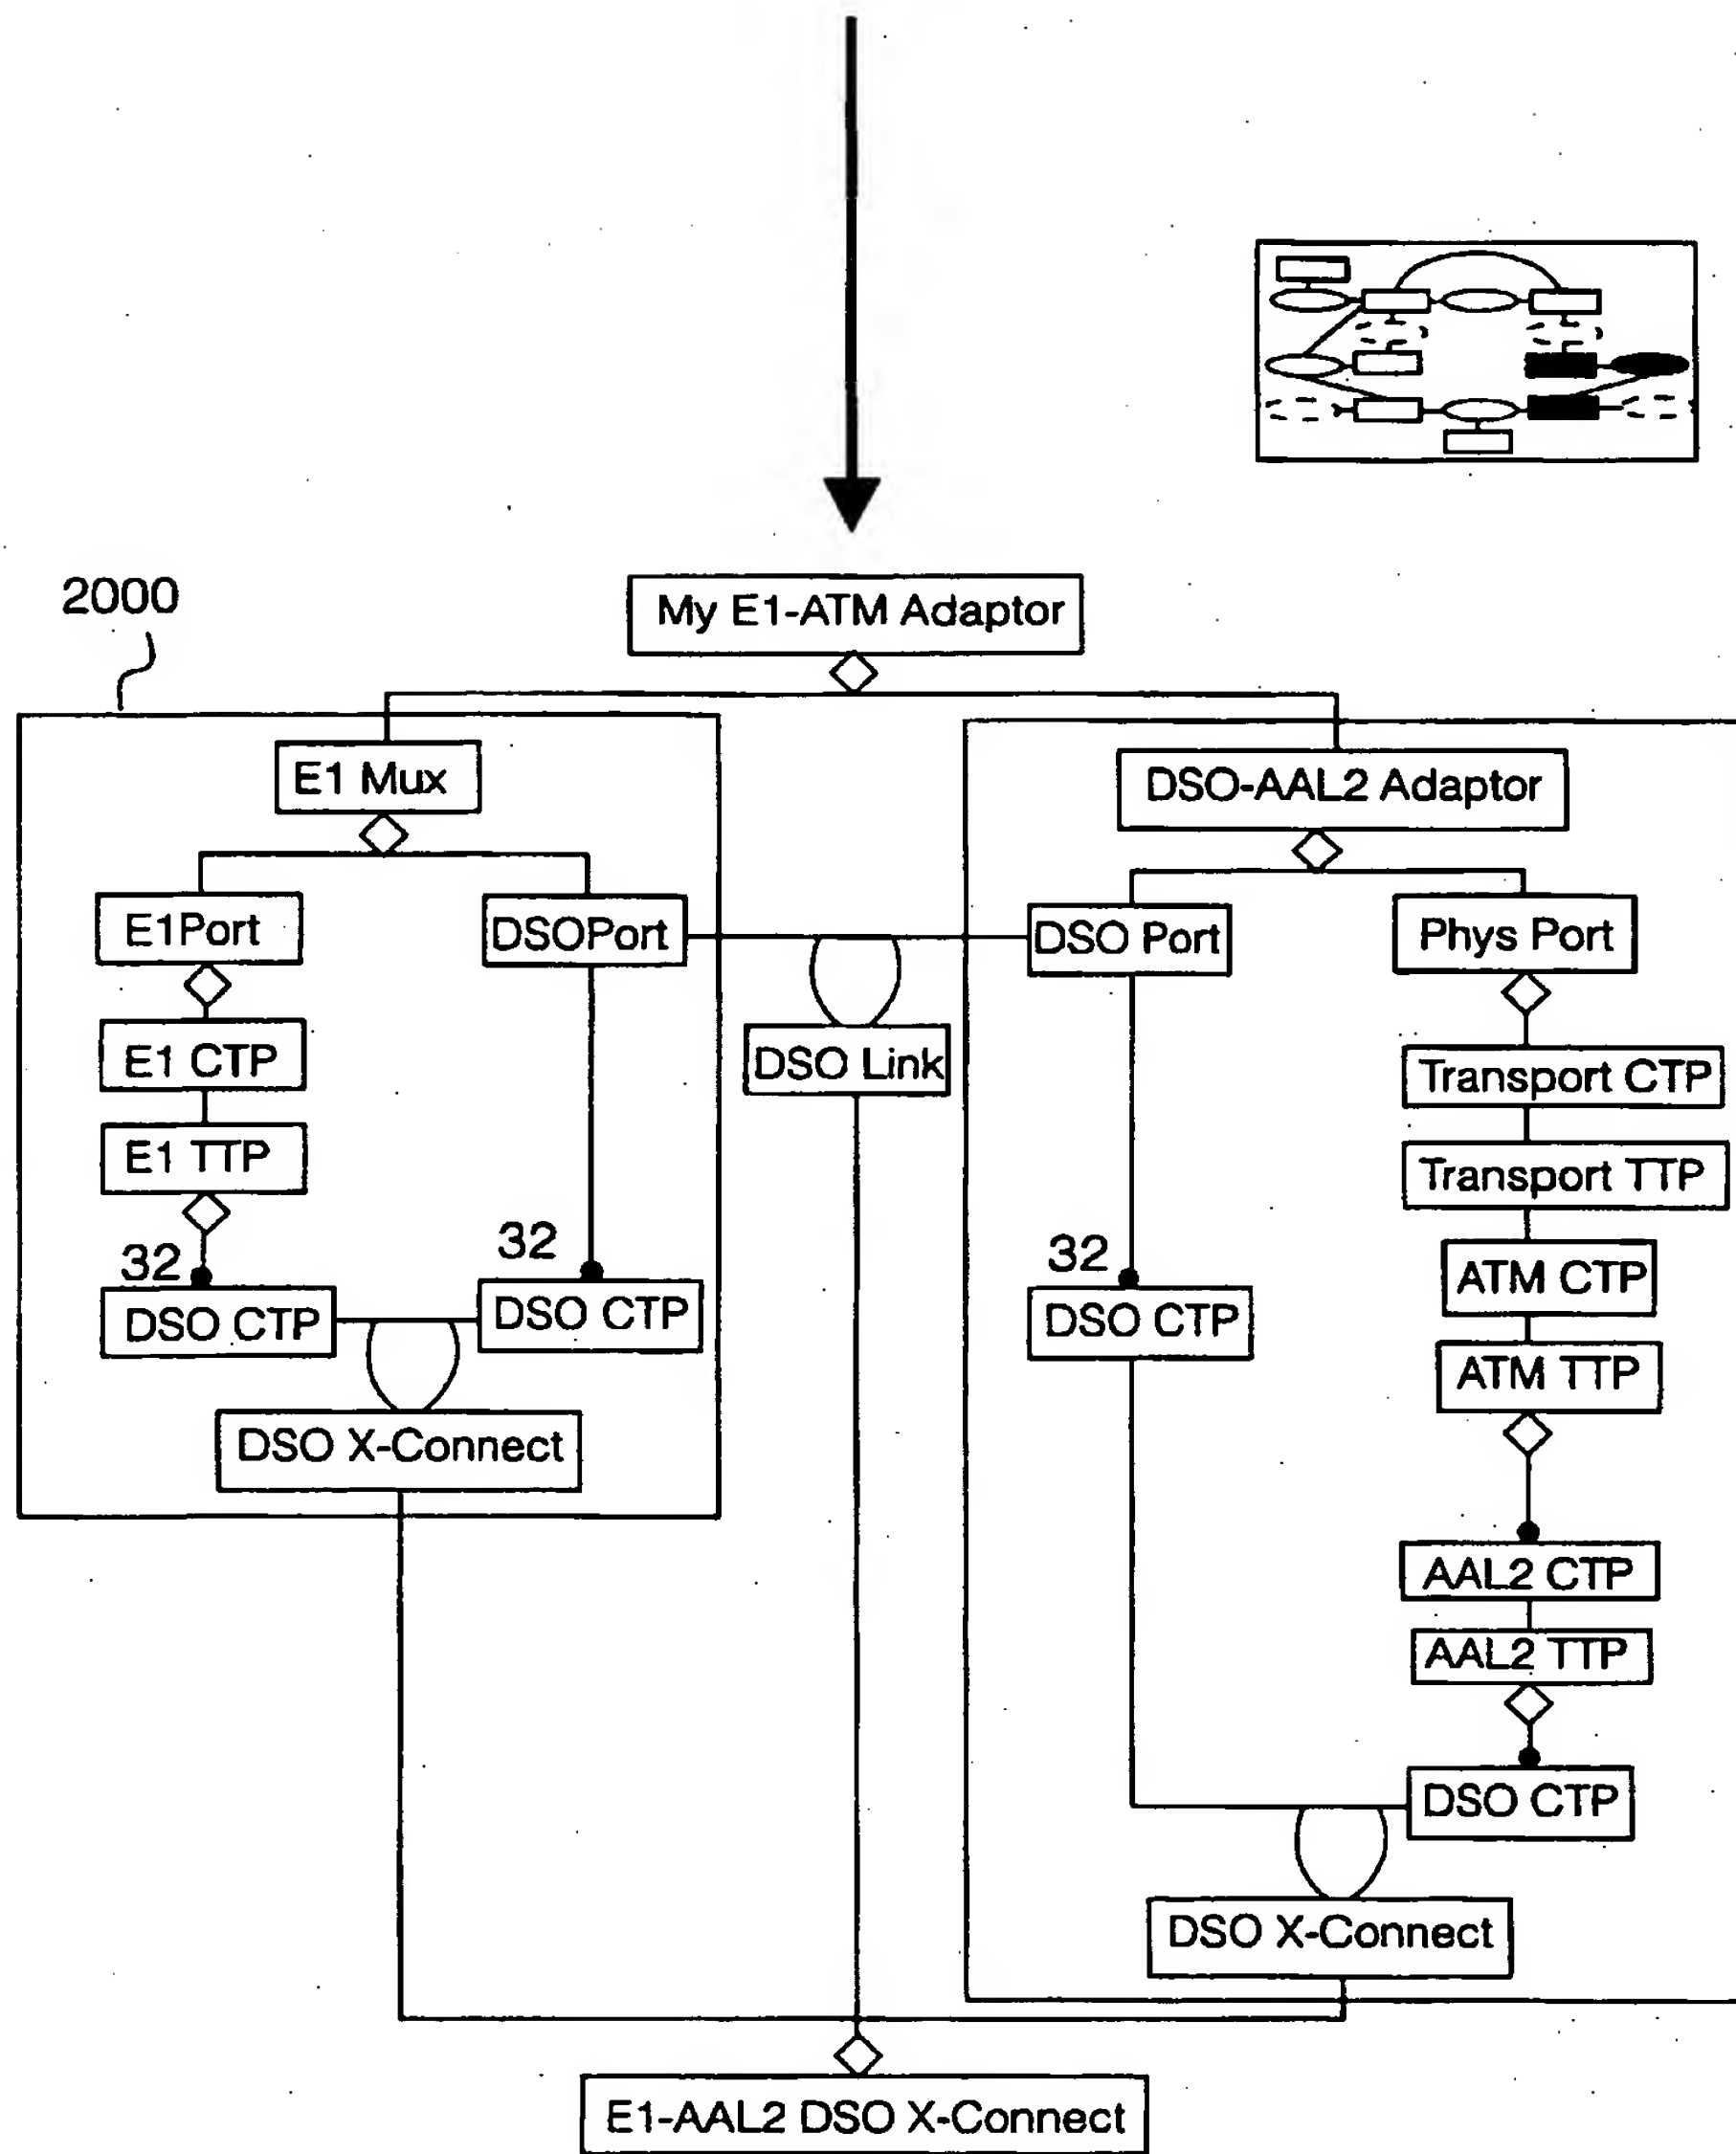 2000
My E1-ATM Adaptor
E1 Mux
DSO-AAL2 Adaptor
E1Port
DSOPort
DSO Port
Phys Port
E1 CTP
DSO Link
Transport CTP
E1 TTP
Transport TTP
32
32
32
ATM CTP
DSO CTP
DSO CTP
DSO CTP
ATM TTP
DSO X-Connect
AAL2 CTP
AAL2 TTP
DSO CTP
DSO X-Connect
E1-AAL2 DSO X-Connect